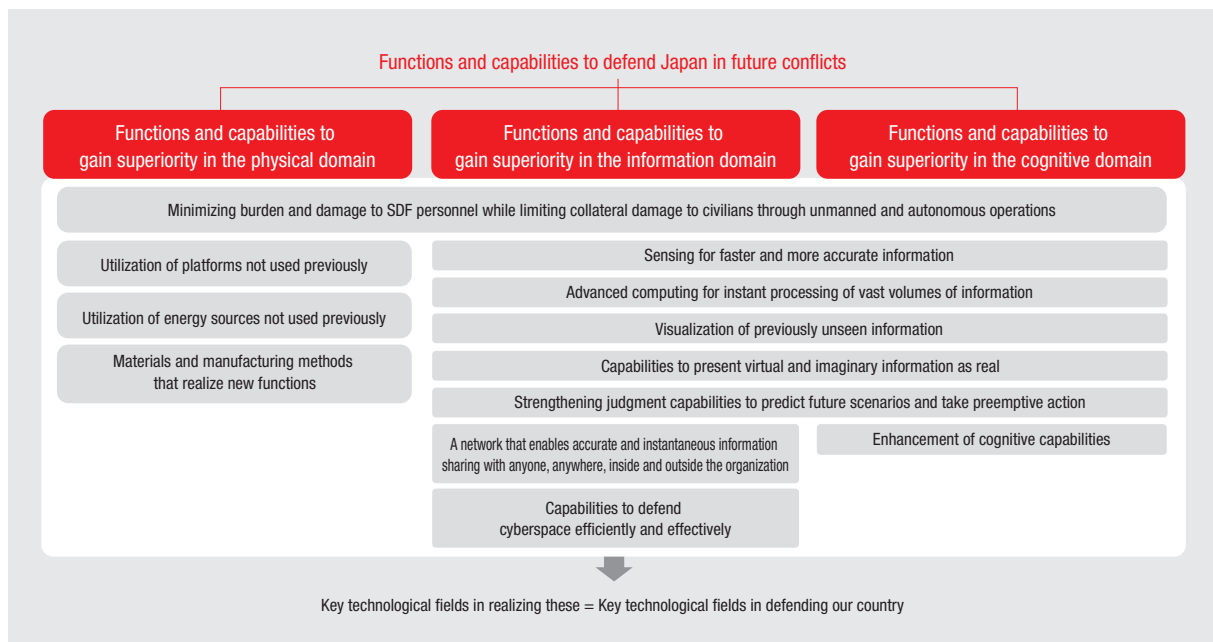 Functions and capabilities to defend Japan in future conflicts
Functions and capabilities to
gain superiority in the physical domain
Functions and capabilities to
gain superiority in the information domain
Functions and capabilities to
gain superiority in the cognitive domain
Minimizing burden and damage to SDF personnel while limiting collateral damage to civilians through unmanned and autonomous operations
Utilization of platforms not used previously
Utilization of energy sources not used previously
Materials and manufacturing methods
that realize new functions
Sensing for faster and more accurate information
Advanced computing for instant processing of vast volumes of information
Visualization of previously unseen information
Capabilities to present virtual and imaginary information as real
Strengthening judgment capabilities to predict future scenarios and take preemptive action
A network that enables accurate and instantaneous information
sharing with anyone, anywhere, inside and outside the organization
Enhancement of cognitive capabilities
Capabilities to defend
cyberspace efficiently and effectively
Key technological fields in realizing these = Key technological fields in defending our country